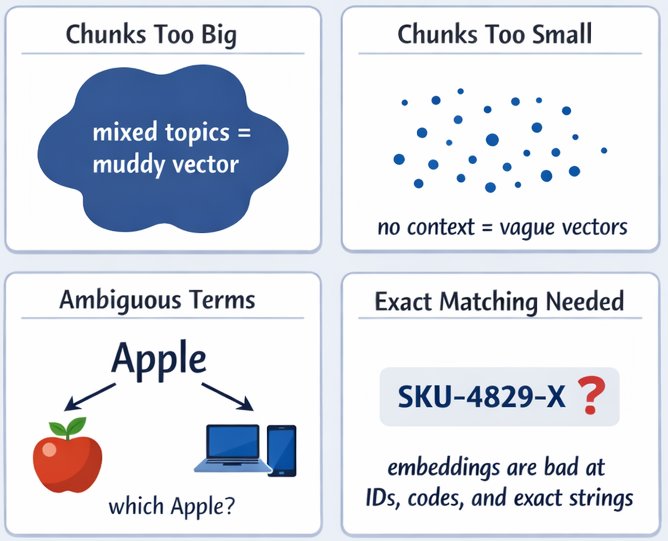 Chunks Too Big
mixed topics =
muddy vector
Chunks Too Small
no context = vague vectors
Ambiguous Terms
Apple
which Apple?
Exact Matching Needed
SKU-4829-X ?
embeddings are bad at
IDs, codes, and exact strings